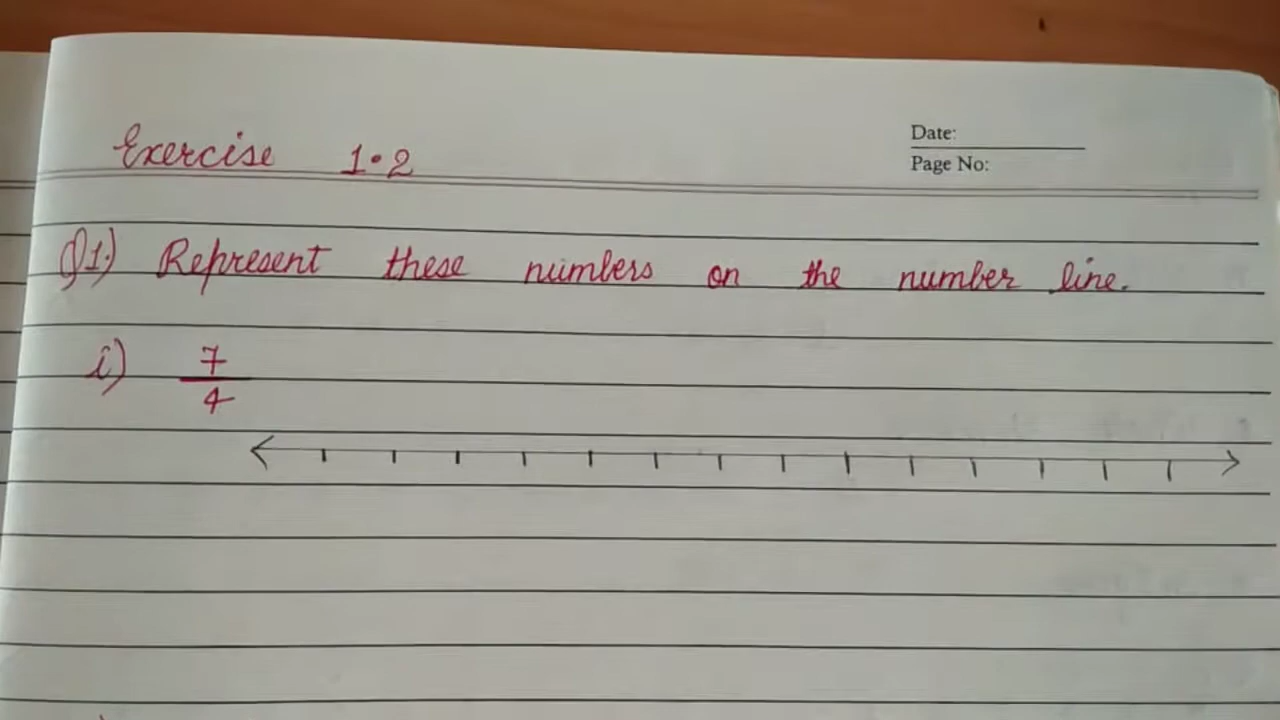 Date:
Exercise 1.2
Page No:
Q1.) Represent these numbers on the number line.
i) 7/4